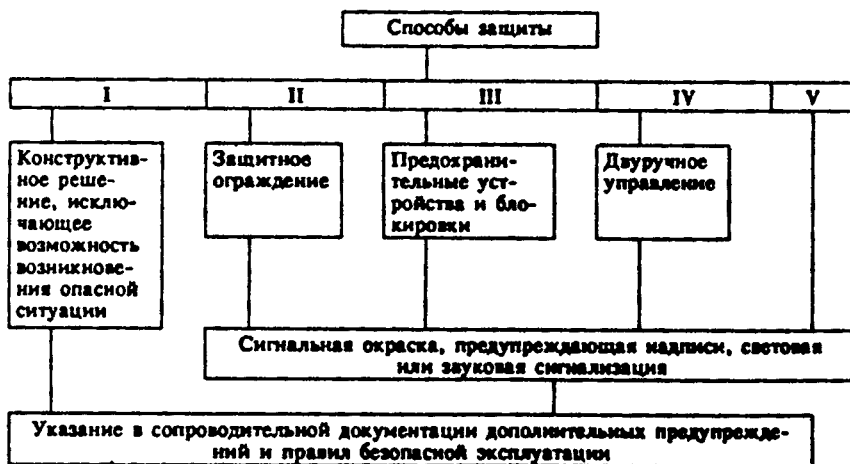 Способы защиты
I II III IV V
Конструктив-
ное реше-
ние, исклю-
чающее
возможность
возникнове-
ния опасной
ситуации
Защитное
ограждение
Предохрани-
тельные уст-
ройства и бло-
кировки
Двуручное
управление
Сигнальная окраска, предупреждающая надписи, световая
или звуковая сигнализация
Указание в сопроводительной документации дополнительных предупрежде-
ний и правил безопасной эксплуатации